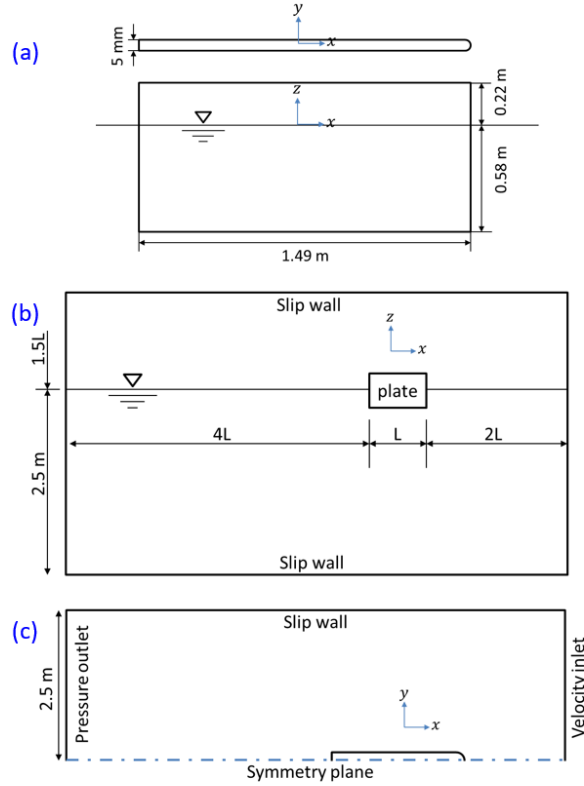 y
(a)
x
5 mm
z
x
0.22 m
0.58 m
1.49 m
Slip wall
(b)
z
x
1.5L
plate
4L
L
2L
2.5 m
Slip wall
(c)
Slip wall
2.5 m
Pressure outlet
y
x
Velocity inlet
Symmetry plane